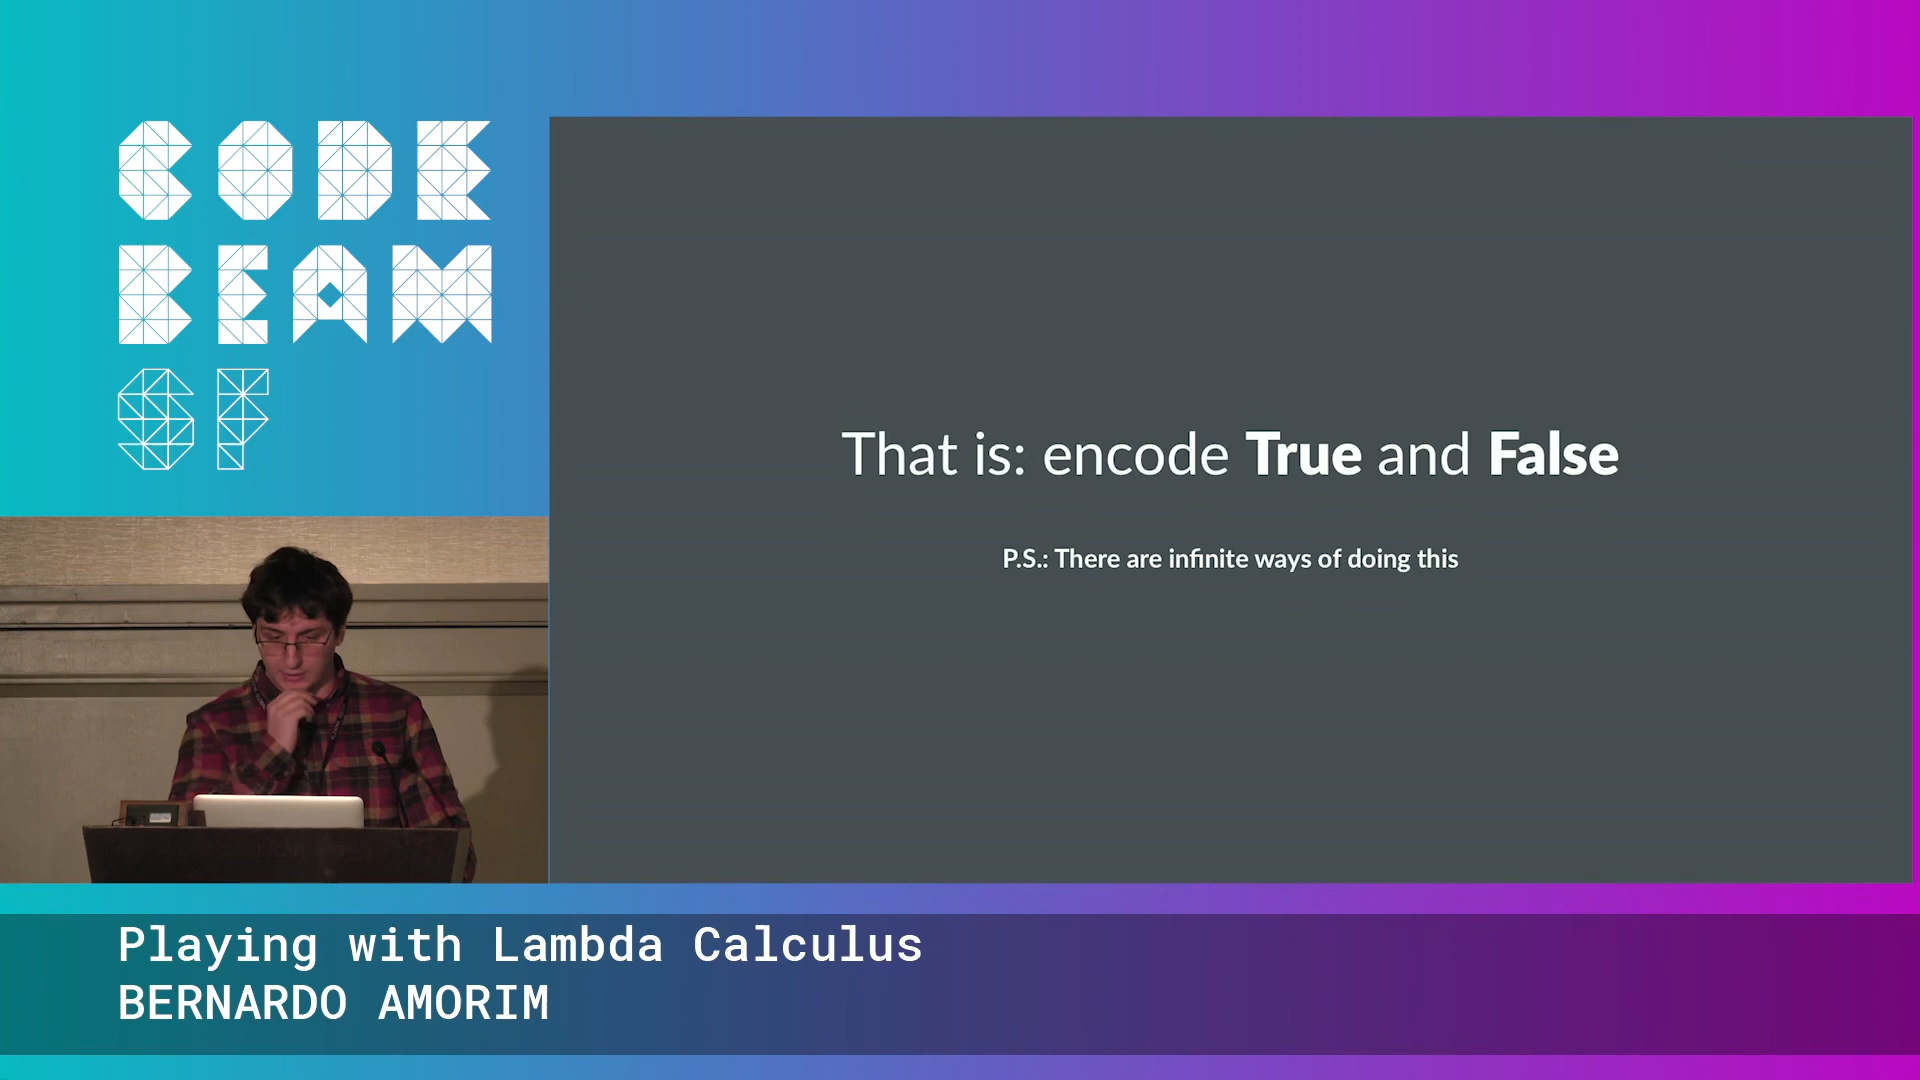 CODE
BEAM
SF
That is: encode True and False
P.S.: There are infinite ways of doing this
Playing with Lambda Calculus
BERNARDO AMORIM